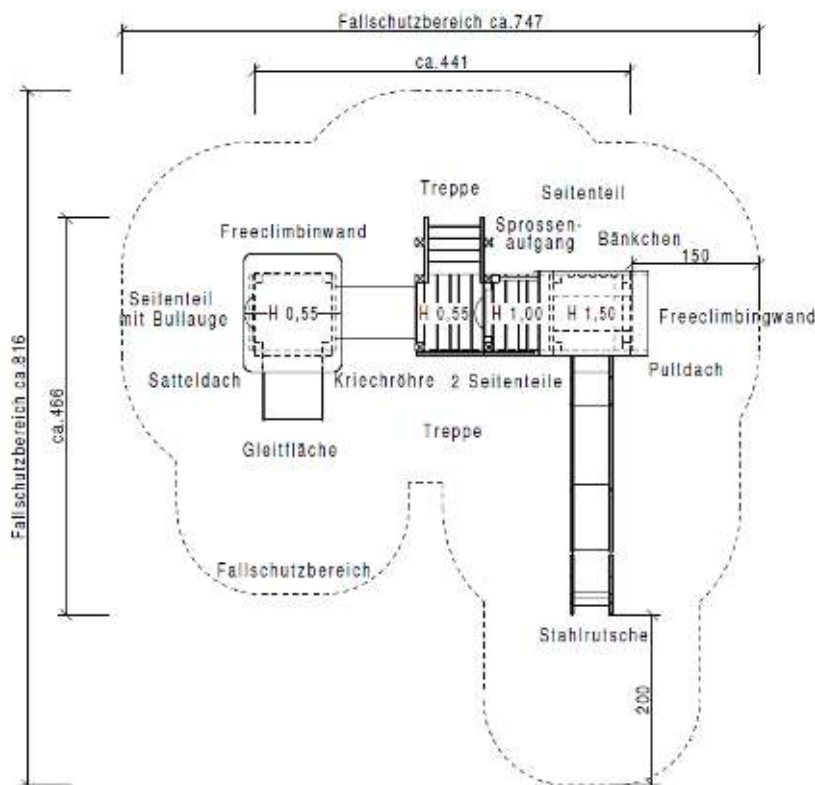 Fallschutzbereich ca.747
ca.441
Treppe
Seitenteil
Freeclimbinwand
Sprossen-
aufgang
Bänkchen
150
Seitenteil
mit Bullauge
H 0,55
H 0,55
H 1,00
H 1,50
Freeclimbingwand
Satteldach
Kriechröhre
2 Seitenteile
Pultdach
Gleitfläche
Treppe
Fallschutzbereich ca.816
ca.466
Fallschutzbereich
Stahlrutsche
200